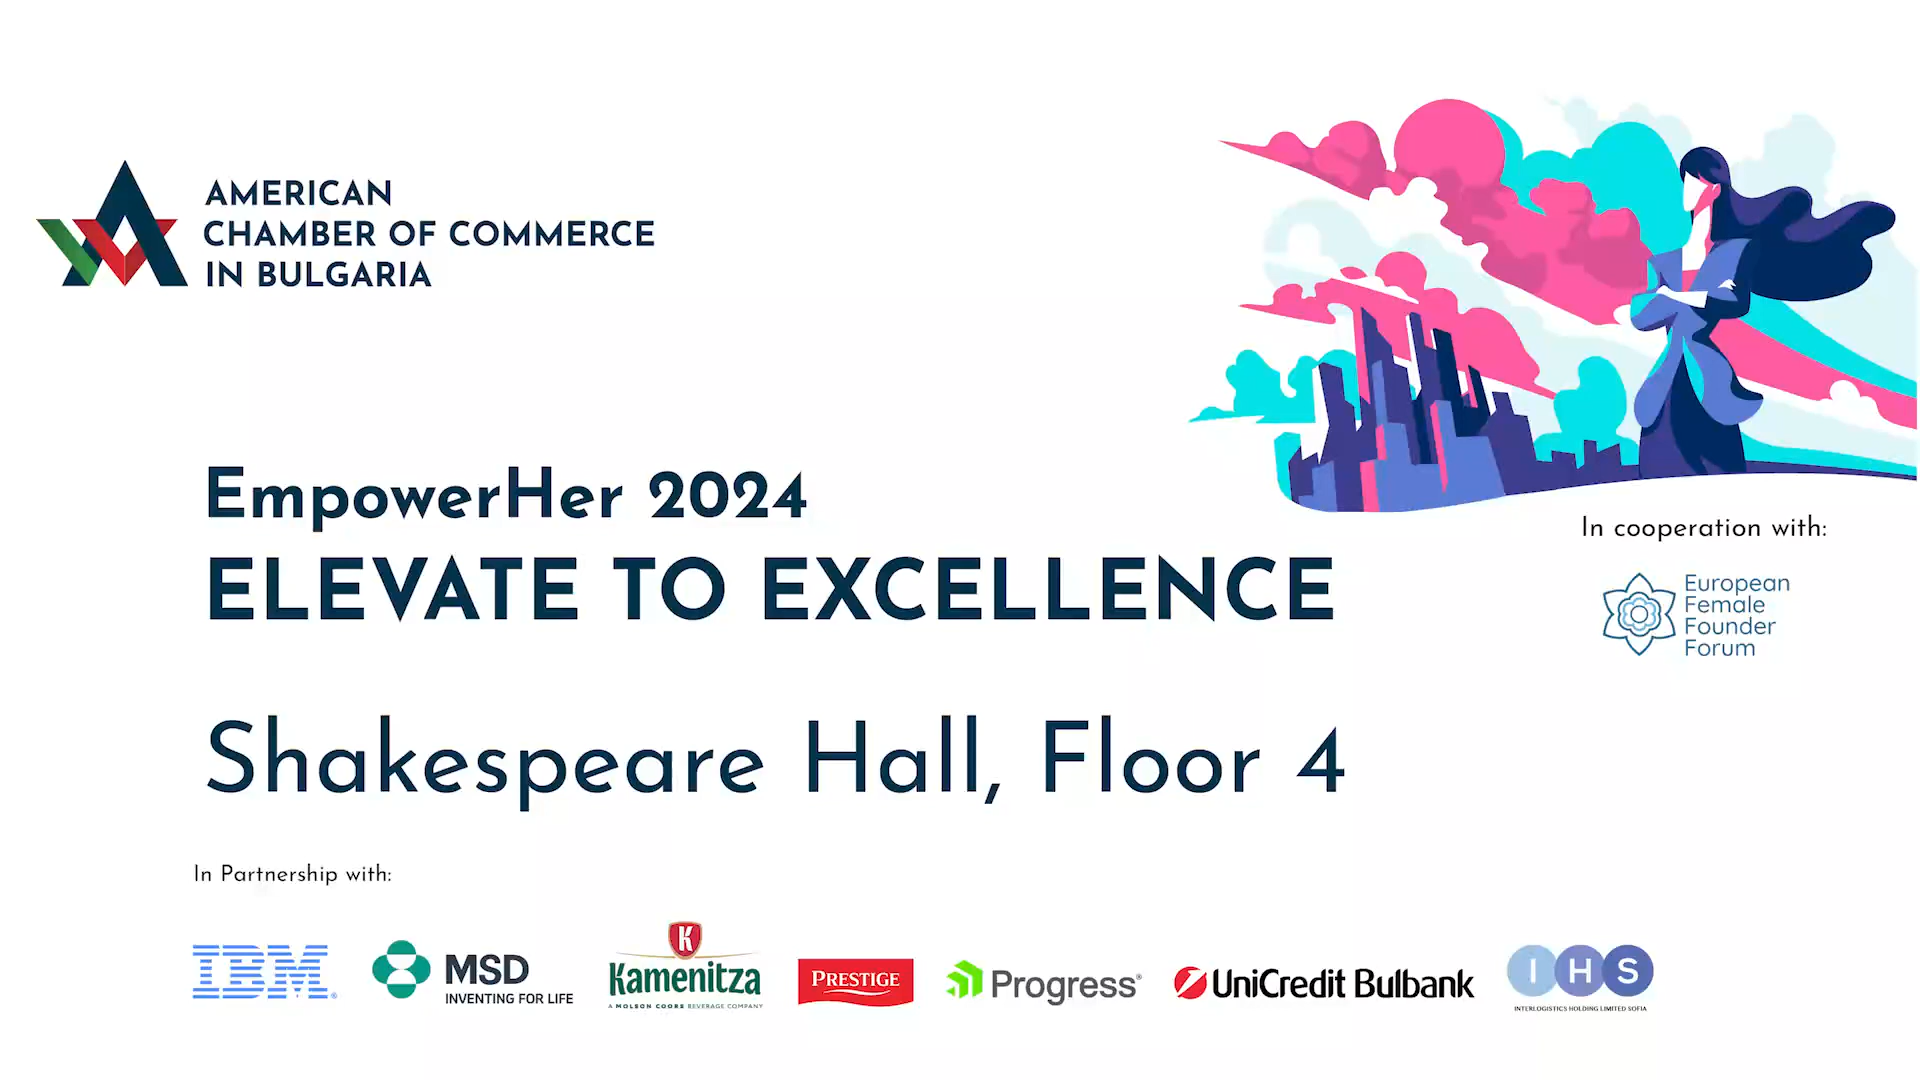 AMERICAN
CHAMBER OF COMMERCE
IN BULGARIA
EmpowerHer 2024
ELEVATE TO EXCELLENCE
In cooperation with:
European
Female
Founder
Forum
Shakespeare Hall, Floor 4
In Partnership with:
IBM®
MSD
INVENTING FOR LIFE
K
Kamenitza
A MOLSON COORS BEVERAGE COMPANY
PRESTIGE
Progress®
UniCredit Bulbank
I H S
INTERLOGISTICS HOLDING LIMITED SOFIA